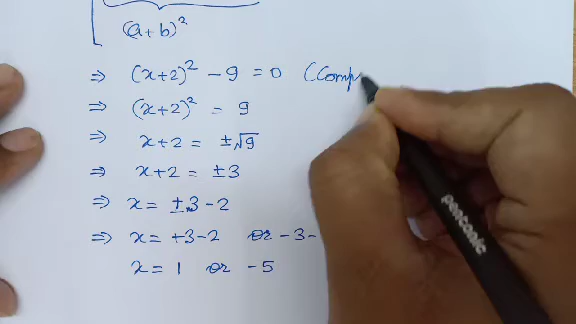 (a+b)²
⇒ (x+2)² - 9 = 0 (Comp
⇒ (x+2)² = 9
⇒ x+2 = ±√9
⇒ x+2 = ±3
⇒ x = ±3-2
⇒ x = +3-2 or -3-
x = 1 or -5
pentonic